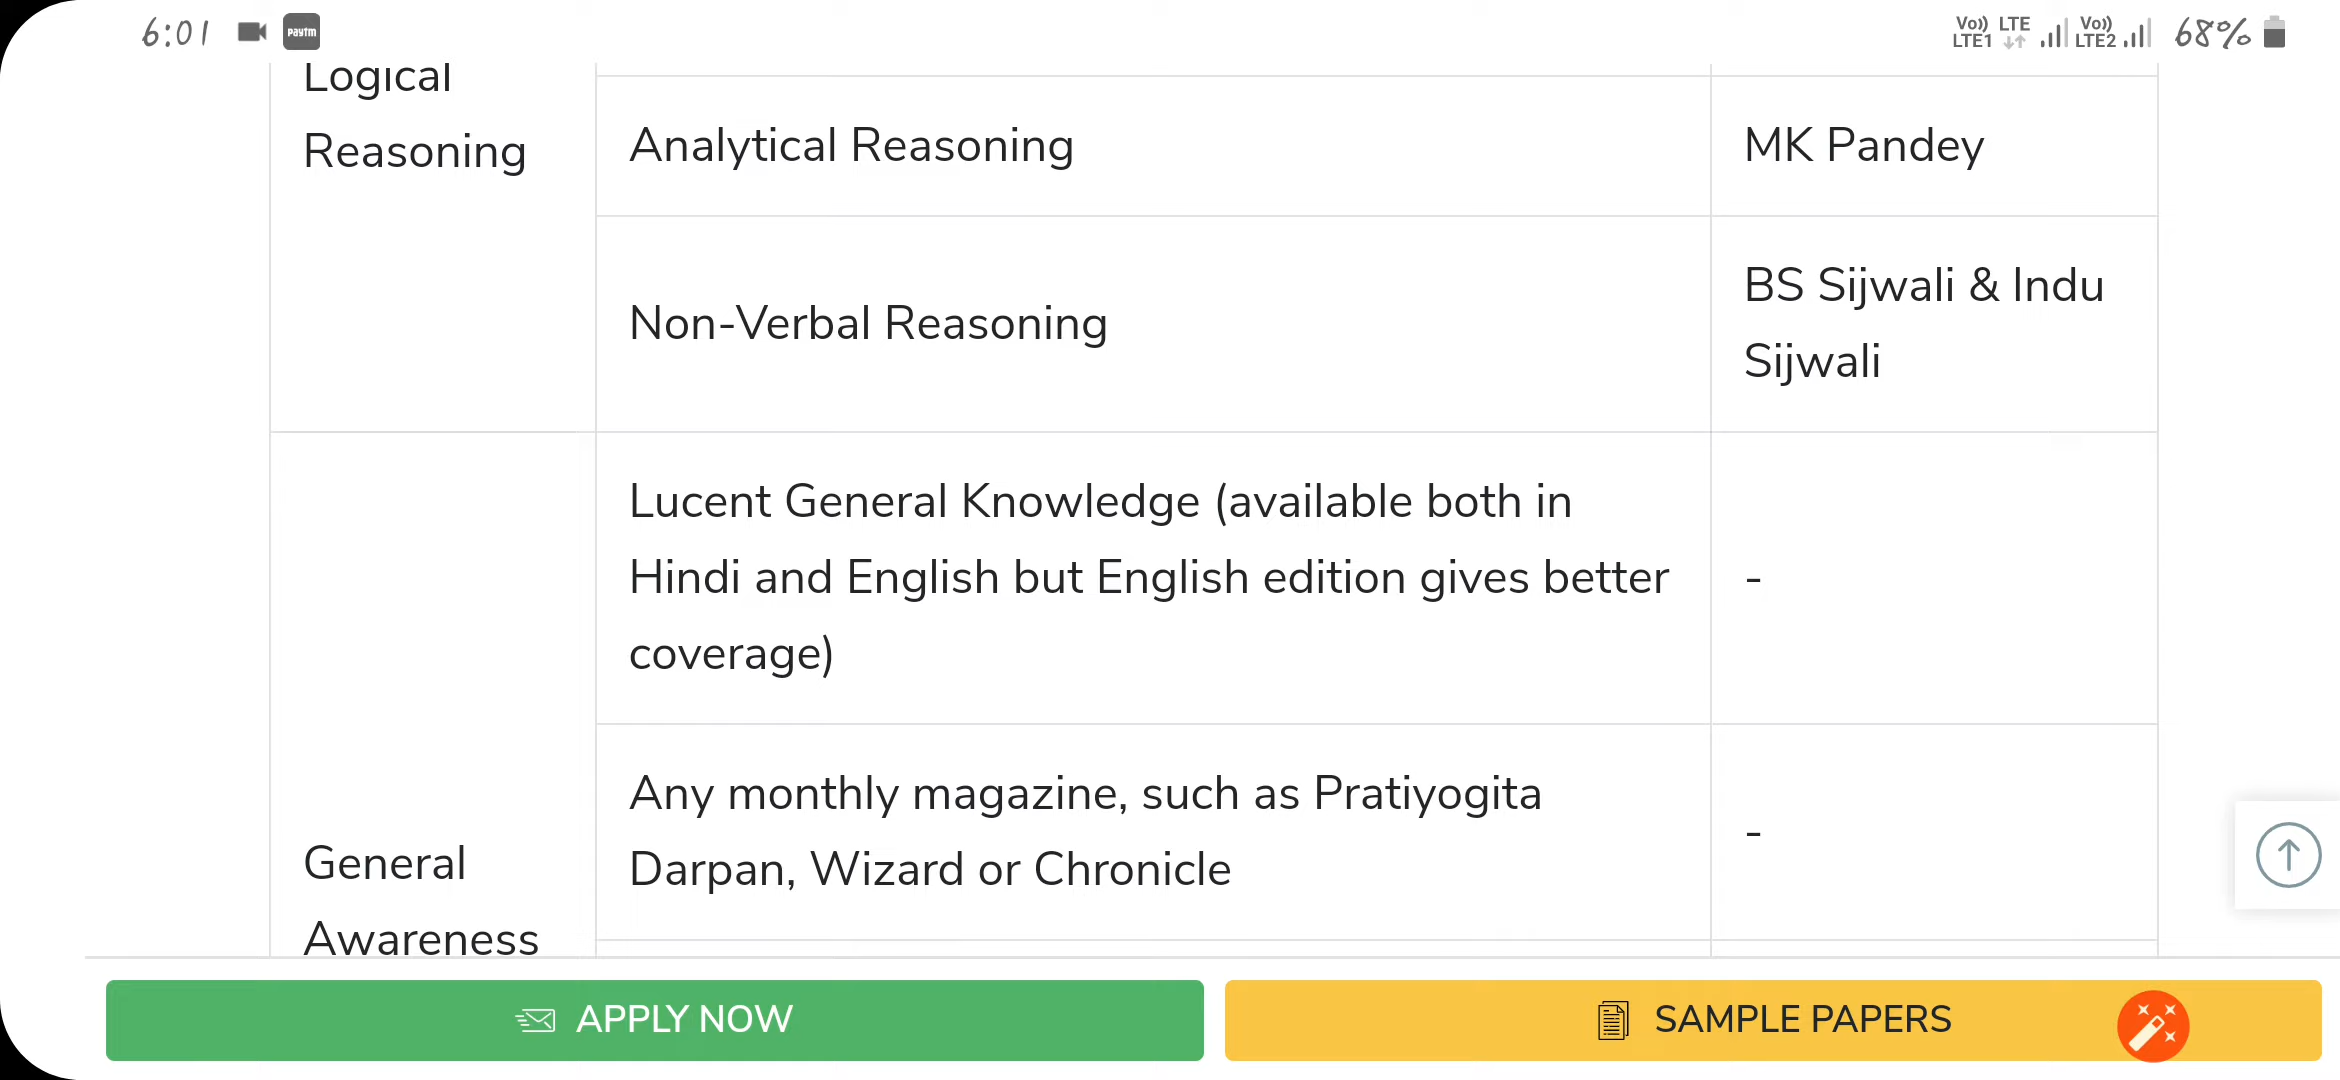 6:01 paytm Vo)) LTE1 LTE Vo)) LTE2 68%
Logical
Reasoning
Analytical Reasoning
MK Pandey
Non-Verbal Reasoning
BS Sijwali & Indu
Sijwali
General
Awareness
Lucent General Knowledge (available both in
Hindi and English but English edition gives better
coverage)
-
Any monthly magazine, such as Pratiyogita
Darpan, Wizard or Chronicle
-
APPLY NOW
SAMPLE PAPERS